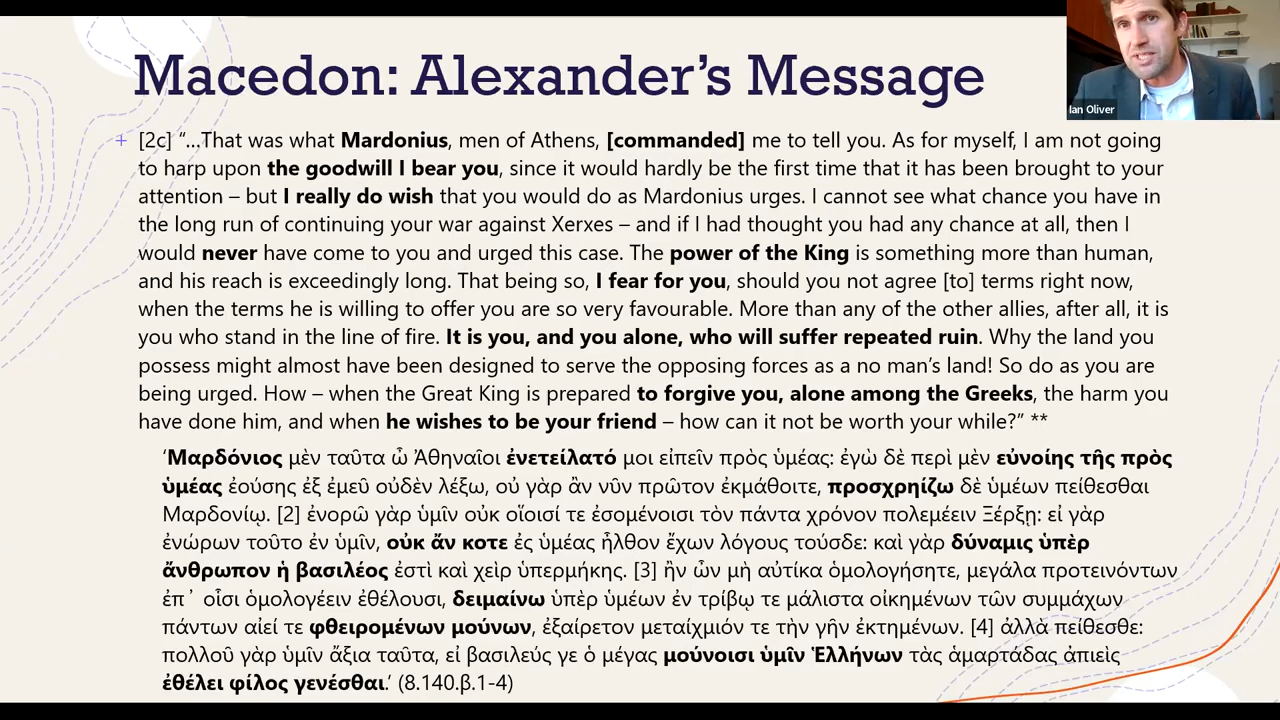 Macedon: Alexander's Message
Ian Oliver
+ [2c] “…That was what Mardonius, men of Athens, [commanded] me to tell you. As for myself, I am not going
to harp upon the goodwill I bear you, since it would hardly be the first time that it has been brought to your
attention – but I really do wish that you would do as Mardonius urges. I cannot see what chance you have in
the long run of continuing your war against Xerxes – and if I had thought you had any chance at all, then I
would never have come to you and urged this case. The power of the King is something more than human,
and his reach is exceedingly long. That being so, I fear for you, should you not agree [to] terms right now,
when the terms he is willing to offer you are so very favourable. More than any of the other allies, after all, it is
you who stand in the line of fire. It is you, and you alone, who will suffer repeated ruin. Why the land you
possess might almost have been designed to serve the opposing forces as a no man’s land! So do as you are
being urged. How – when the Great King is prepared to forgive you, alone among the Greeks, the harm you
have done him, and when he wishes to be your friend – how can it not be worth your while?” **
‘Μαρδόνιος μὲν ταῦτα ὦ Ἀθηναῖοι ἐνετείλατό μοι εἰπεῖν πρὸς ὑμέας: ἐγὼ δὲ περὶ μὲν εὐνοίης τῆς πρὸς
ὑμέας ἐούσης ἐξ ἐμεῦ οὐδὲν λέξω, οὐ γὰρ ἂν νῦν πρῶτον ἐκμάθοιτε, προσχρηίζω δὲ ὑμέων πείθεσθαι
Μαρδονίῳ. [2] ἐνορῶ γὰρ ὑμῖν οὐκ οἵοισί τε ἐσομένοισι τὸν πάντα χρόνον πολεμέειν Ξέρξῃ: εἰ γὰρ
ἐνώρων τοῦτο ἐν ὑμῖν, οὐκ ἄν κοτε ἐς ὑμέας ἦλθον ἔχων λόγους τούσδε: καὶ γὰρ δύναμις ὑπὲρ
ἄνθρωπον ἡ βασιλέος ἐστὶ καὶ χεὶρ ὑπερμήκης. [3] ἢν ὦν μὴ αὐτίκα ὁμολογήσητε, μεγάλα προτεινόντων
ἐπ᾽ οἷσι ὁμολογέειν ἐθέλουσι, δειμαίνω ὑπὲρ ὑμέων ἐν τρίβῳ τε μάλιστα οἰκημένων τῶν συμμάχων
πάντων αἰεί τε φθειρομένων μούνων, ἐξαίρετον μεταίχμιόν τε τὴν γῆν ἐκτημένων. [4] ἀλλὰ πείθεσθε:
πολλοῦ γὰρ ὑμῖν ἄξια ταῦτα, εἰ βασιλεύς γε ὁ μέγας μούνοισι ὑμῖν Ἑλλήνων τὰς ἁμαρτάδας ἀπιεὶς
ἐθέλει φίλος γενέσθαι.’ (8.140.β.1-4)